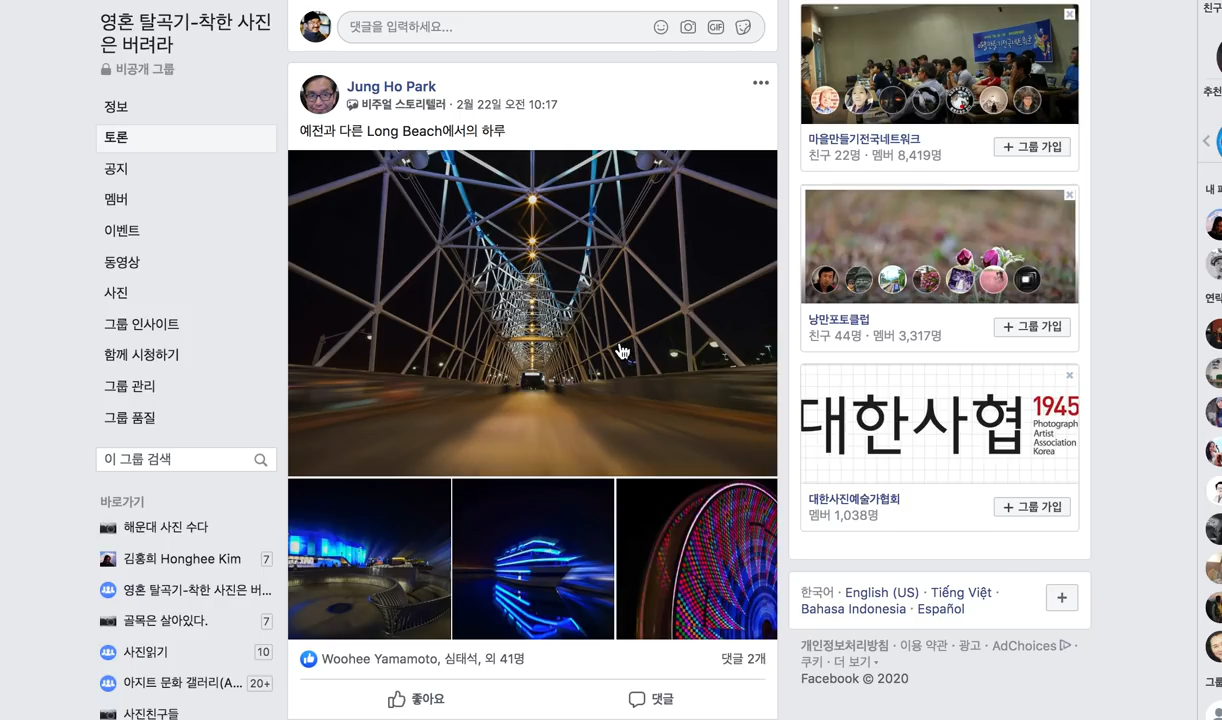 영혼 탈곡기-착한 사진
은 버려라
비공개 그룹
정보
토론
공지
멤버
이벤트
동영상
사진
그룹 인사이트
함께 시청하기
그룹 관리
그룹 품질
이 그룹 검색
바로가기
해운대 사진 수다
김홍희 Honghee Kim 7
영혼 탈곡기-착한 사진은 버...
골목은 살아있다. 7
사진읽기 10
아지트 문화 갤러리(A... 20+
사진친구들
댓글을 입력하세요...
GIF
Jung Ho Park
비주얼 스토리텔러 · 2월 22일 오전 10:17
예전과 다른 Long Beach에서의 하루
Woohee Yamamoto, 심태석, 외 41명
댓글 2개
좋아요
댓글
마을만들기전국네트워크
친구 22명 · 멤버 8,419명
+ 그룹 가입
낭만포토클럽
친구 44명 · 멤버 3,317명
+ 그룹 가입
대한사협
1945
Photograph
Artist
Association
Korea
대한사진예술가협회
멤버 1,038명
+ 그룹 가입
한국어 · English (US) · Tiếng Việt ·
Bahasa Indonesia · Español
개인정보처리방침 · 이용 약관 · 광고 · AdChoices ·
쿠키 · 더 보기
Facebook © 2020
친구
추천
내 페
연락
그룹